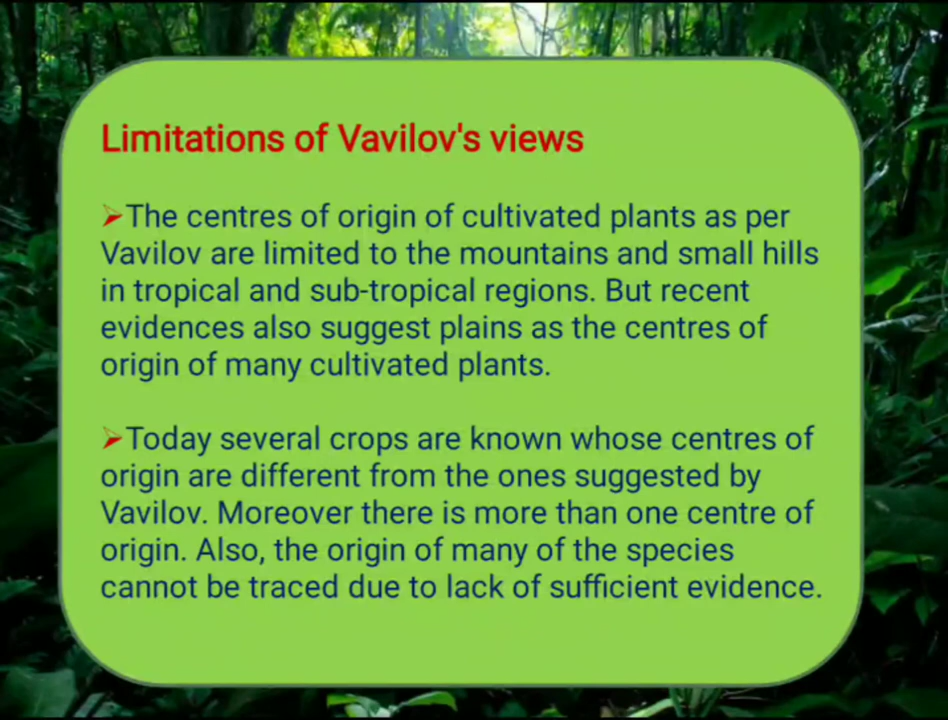 Limitations of Vavilov's views
➢The centres of origin of cultivated plants as per
Vavilov are limited to the mountains and small hills
in tropical and sub-tropical regions. But recent
evidences also suggest plains as the centres of
origin of many cultivated plants.
➢Today several crops are known whose centres of
origin are different from the ones suggested by
Vavilov. Moreover there is more than one centre of
origin. Also, the origin of many of the species
cannot be traced due to lack of sufficient evidence.